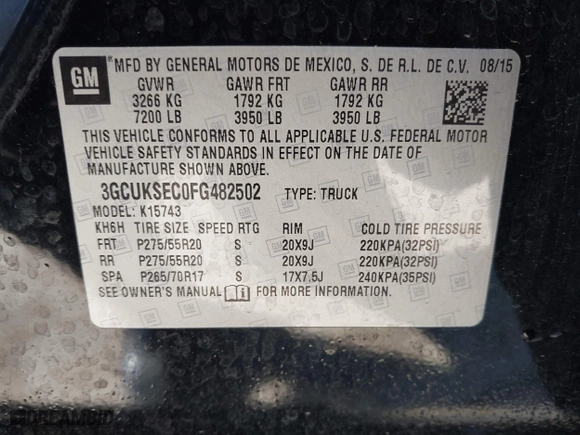 GM
MFD BY GENERAL MOTORS DE MEXICO, S. DE R.L. DE C.V. 08/15
GVWR GAWR FRT GAWR RR
3266 KG 1792 KG 1792 KG
7200 LB 3950 LB 3950 LB
THIS VEHICLE CONFORMS TO ALL APPLICABLE U.S. FEDERAL MOTOR
VEHICLE SAFETY STANDARDS IN EFFECT ON THE DATE OF
MANUFACTURE SHOWN ABOVE.
3GCUKSEC0FG482502 TYPE: TRUCK
MODEL: K15743
KH6H TIRE SIZE SPEED RTG RIM COLD TIRE PRESSURE
FRT P275/55R20 S 20X9J 220KPA(32PSI)
RR P275/55R20 S 20X9J 220KPA(32PSI)
SPA P265/70R17 S 17X7.5J 240KPA(35PSI)
SEE OWNER'S MANUAL FOR MORE INFORMATION
DREAMBID